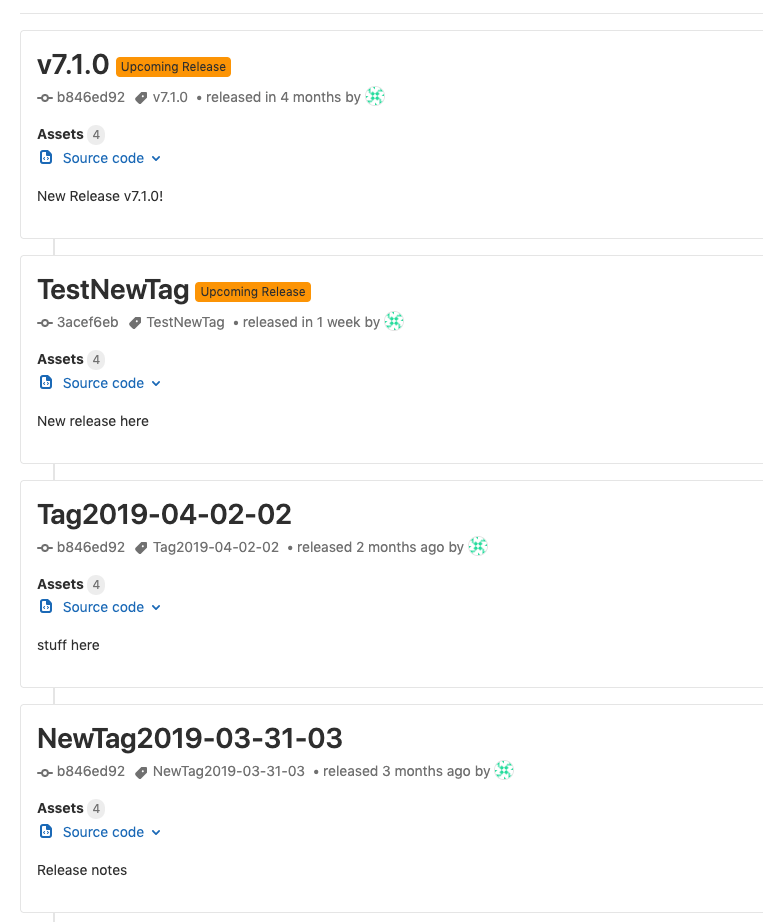 v7.1.0 Upcoming Release
b846ed92 v7.1.0 • released in 4 months by
Assets 4
Source code
New Release v7.1.0!
TestNewTag Upcoming Release
3acef6eb TestNewTag • released in 1 week by
Assets 4
Source code
New release here
Tag2019-04-02-02
b846ed92 Tag2019-04-02-02 • released 2 months ago by
Assets 4
Source code
stuff here
NewTag2019-03-31-03
b846ed92 NewTag2019-03-31-03 • released 3 months ago by
Assets 4
Source code
Release notes